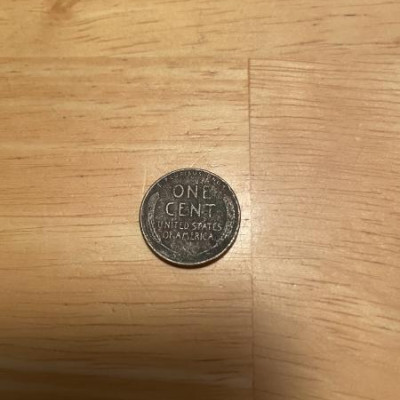 ONE
CENT
UNITED STATES
OF AMERICA